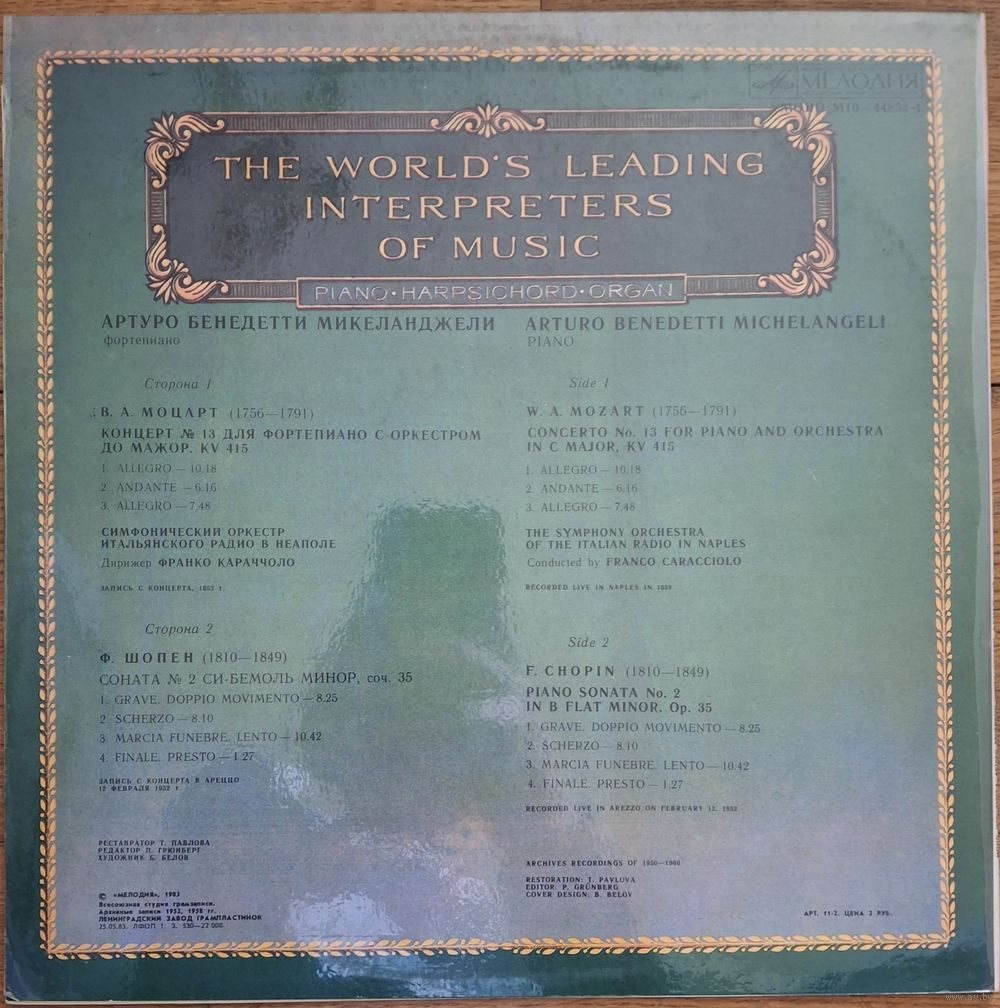 МЕЛОДИЯ
THE WORLD'S LEADING
INTERPRETERS
OF MUSIC
PIANO·HARPSICHORD·ORGAN
АРТУРО БЕНЕДЕТТИ МИКЕЛАНДЖЕЛИ
фортепиано
Сторона 1
В. А. МОЦАРТ (1756—1791)
КОНЦЕРТ № 13 ДЛЯ ФОРТЕПИАНО С ОРКЕСТРОМ
ДО МАЖОР, KV 415
1. ALLEGRO — 10.18
2. ANDANTE — 6.16
3. ALLEGRO — 7.48
СИМФОНИЧЕСКИЙ ОРКЕСТР
ИТАЛЬЯНСКОГО РАДИО В НЕАПОЛЕ
Дирижер ФРАНКО КАРАЧЧОЛО
ЗАПИСЬ С КОНЦЕРТА, г.
Сторона 2
Ф. ШОПЕН (1810—1849)
СОНАТА № 2 СИ-БЕМОЛЬ МИНОР, соч. 35
1. GRAVE. DOPPIO MOVIMENTO — 8.25
2. SCHERZO — 8.10
3. MARCIA FUNEBRE. LENTO — 10.42
4. FINALE. PRESTO — 1.27
ЗАПИСЬ С КОНЦЕРТА В АРЕЦЦО
12 ФЕВРАЛЯ 1952 г.
РЕСТАВРАТОР Т. ПАВЛОВА
РЕДАКТОР П. ГРЮНБЕРГ
ХУДОЖНИК Б. БЕЛОВ
© «МЕЛОДИЯ», 1983
Всесоюзная студия грамзаписи.
Архивные записи 1952, 1958 гг.
ЛЕНИНГРАДСКИЙ ЗАВОД ГРАМПЛАСТИНОК
25.05.83. ЛФОП 1. З. 530—22 000.
ARTURO BENEDETTI MICHELANGELI
PIANO
Side 1
W. A. MOZART (1756—1791)
CONCERTO No. 13 FOR PIANO AND ORCHESTRA
IN C MAJOR, KV 415
1. ALLEGRO — 10.18
2. ANDANTE — 6.16
3. ALLEGRO — 7.48
THE SYMPHONY ORCHESTRA
OF THE ITALIAN RADIO IN NAPLES
Conducted by FRANCO CARACCIOLO
RECORDED LIVE IN NAPLES IN 1958
Side 2
F. CHOPIN (1810—1849)
PIANO SONATA No. 2
IN B FLAT MINOR, Op. 35
1. GRAVE. DOPPIO MOVIMENTO — 8.25
2. SCHERZO — 8.10
3. MARCIA FUNEBRE. LENTO — 10.42
4. FINALE. PRESTO — 1.27
RECORDED LIVE IN AREZZO ON FEBRUARY 12, 1952
ARCHIVES RECORDINGS OF 1950—1960
RESTORATION: T. PAVLOVA
EDITOR: P. GRÜNBERG
COVER DESIGN: B. BELOV
АРТ. 11-2. ЦЕНА 2 РУБ.
www.ay.by